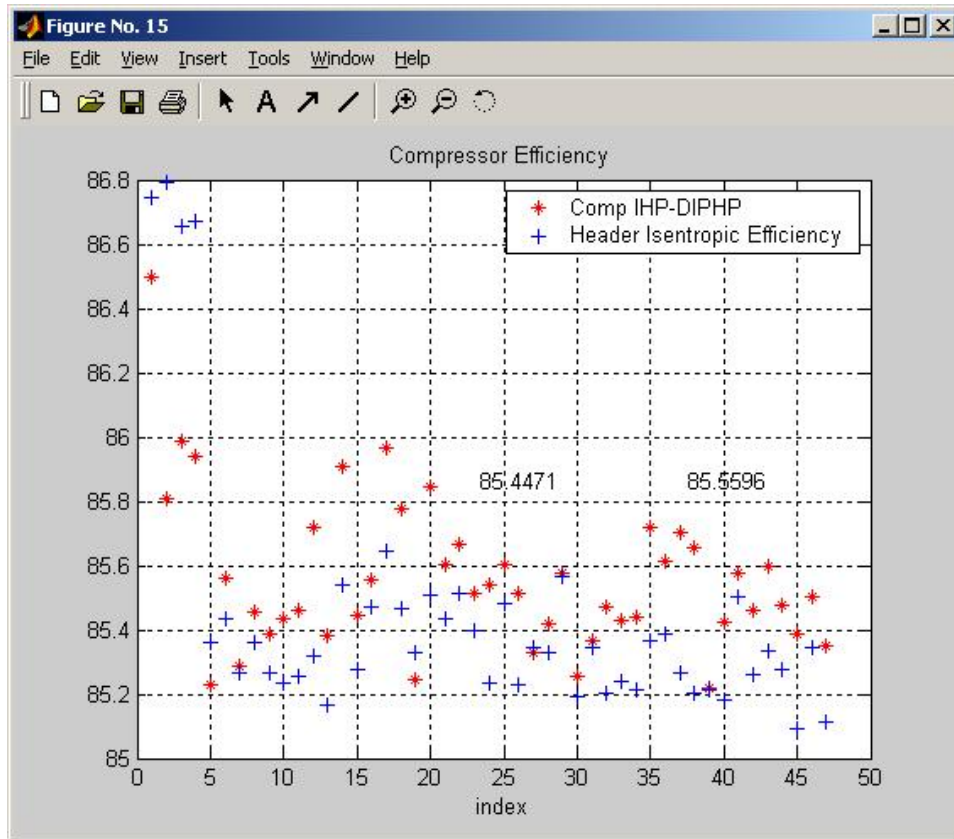 Figure No. 15
File Edit View Insert Tools Window Help
A
Compressor Efficiency
86.8
86.6
86.4
86.2
86
85.8
85.6
85.4
85.2
85
Comp IHP-DIPHP
Header Isentropic Efficiency
85.4471 85.5596
0 5 10 15 20 25 30 35 40 45 50
index